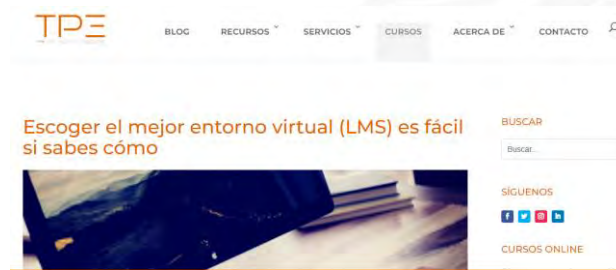 TPE
BLOG
RECURSOS
SERVICIOS
CURSOS
ACERCA DE
CONTACTO
Escoger el mejor entorno virtual (LMS) es fácil
si sabes cómo
BUSCAR
Buscar...
SÍGUENOS
CURSOS ONLINE